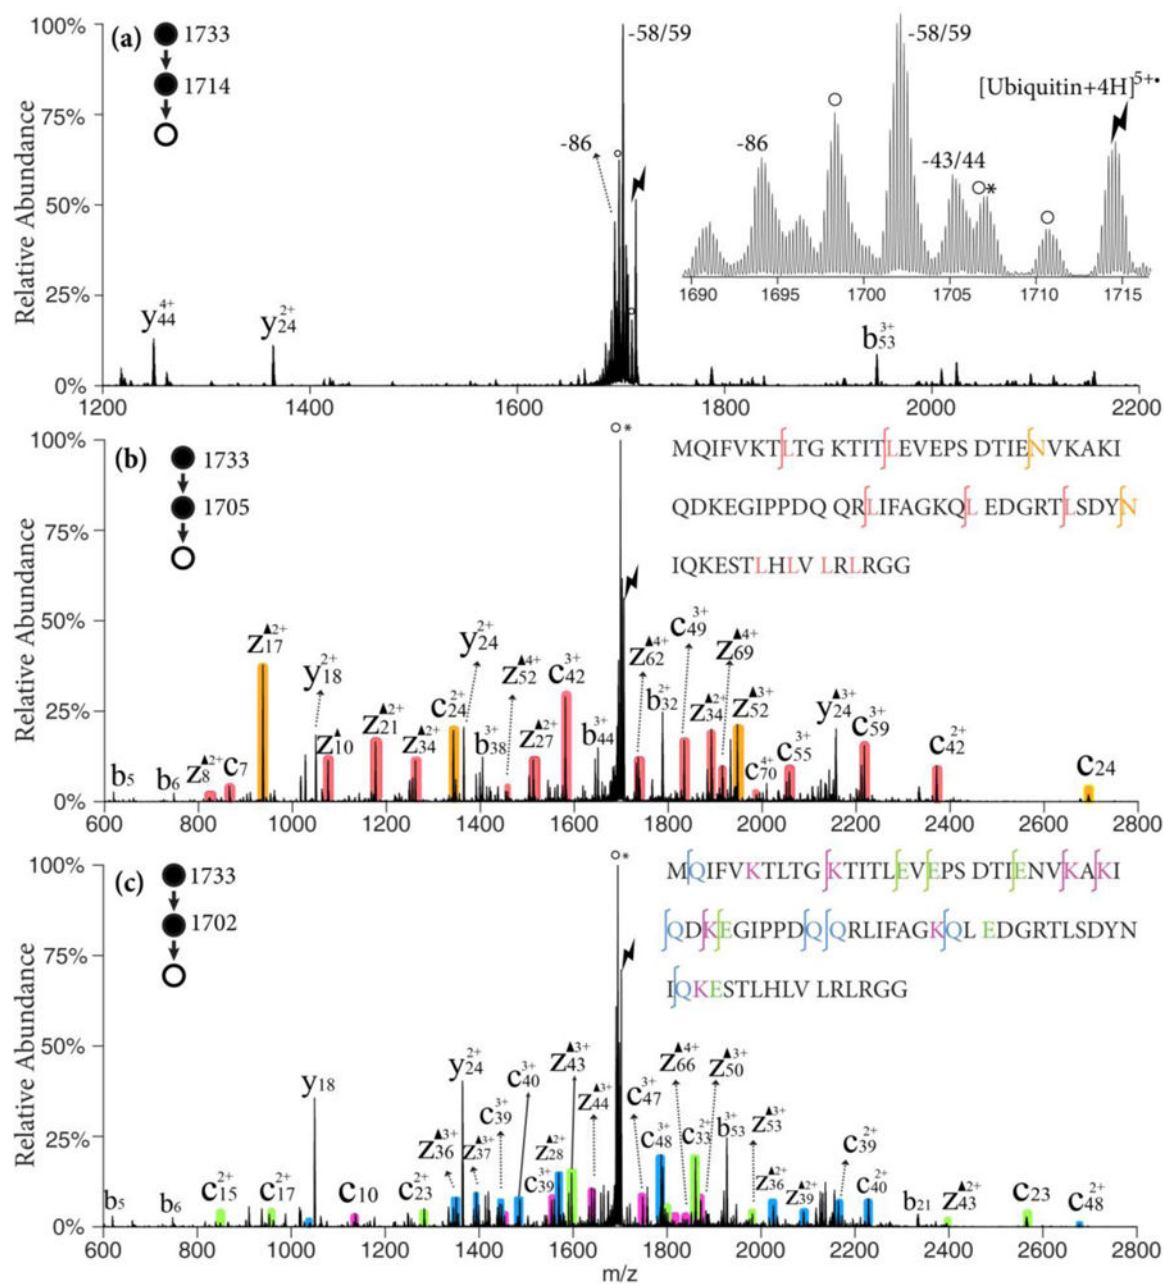 (a) 1733
1714
100%
75%
50%
25%
0%
Relative Abundance
-58/59
-86
y44 4+
y24 2+
b53 3+
1200 1400 1600 1800 2000 2200
-58/59
[Ubiquitin+4H]5+•
-86
-43/44
*
1690 1695 1700 1705 1710 1715
(b) 1733
1705
100%
75%
50%
25%
0%
Relative Abundance
*
MQIFVKTLTG KTITLEVEPS DTIENVKAKI
QDKEGIPPDQ QRLIFAGKQL EDGRTLSDYN
IQKESTLHLV LRLRGG
b5
b6
z8▲2+
c7
z17▲2+
y18 2+
z10▲
z21▲2+
z34▲2+
c24 2+
y24 2+
b38 3+
z52▲4+
z27▲2+
c42 3+
b44 3+
z62▲4+
b32 2+
c49 3+
z34▲2+
z69▲4+
z52▲3+
c70 4+
c55 3+
y24▲3+
c59 3+
c42 2+
c24
600 800 1000 1200 1400 1600 1800 2000 2200 2400 2600 2800
(c) 1733
1702
100%
75%
50%
25%
0%
Relative Abundance
*
MQIFVKTLTG KTITLEVEPS DTIENVKAKI
QDKEGIPPDQ QRLIFAGKQL EDGRTLSDYN
IQKESTLHLV LRLRGG
b5
b6
c15 2+
c17 2+
y18
c10
c23 2+
z36▲3+
y24 2+
z37▲3+
c39 3+
c40 3+
c39 3+
z28▲2+
z43▲3+
z44▲3+
c47 3+
c48 3+
z66▲4+
c33 2+
z50▲3+
b53 3+
z53▲3+
z36▲2+
z39▲2+
c39 2+
c40 2+
b21
z43▲2+
c23
c48 2+
600 800 1000 1200 1400 1600 1800 2000 2200 2400 2600 2800
m/z